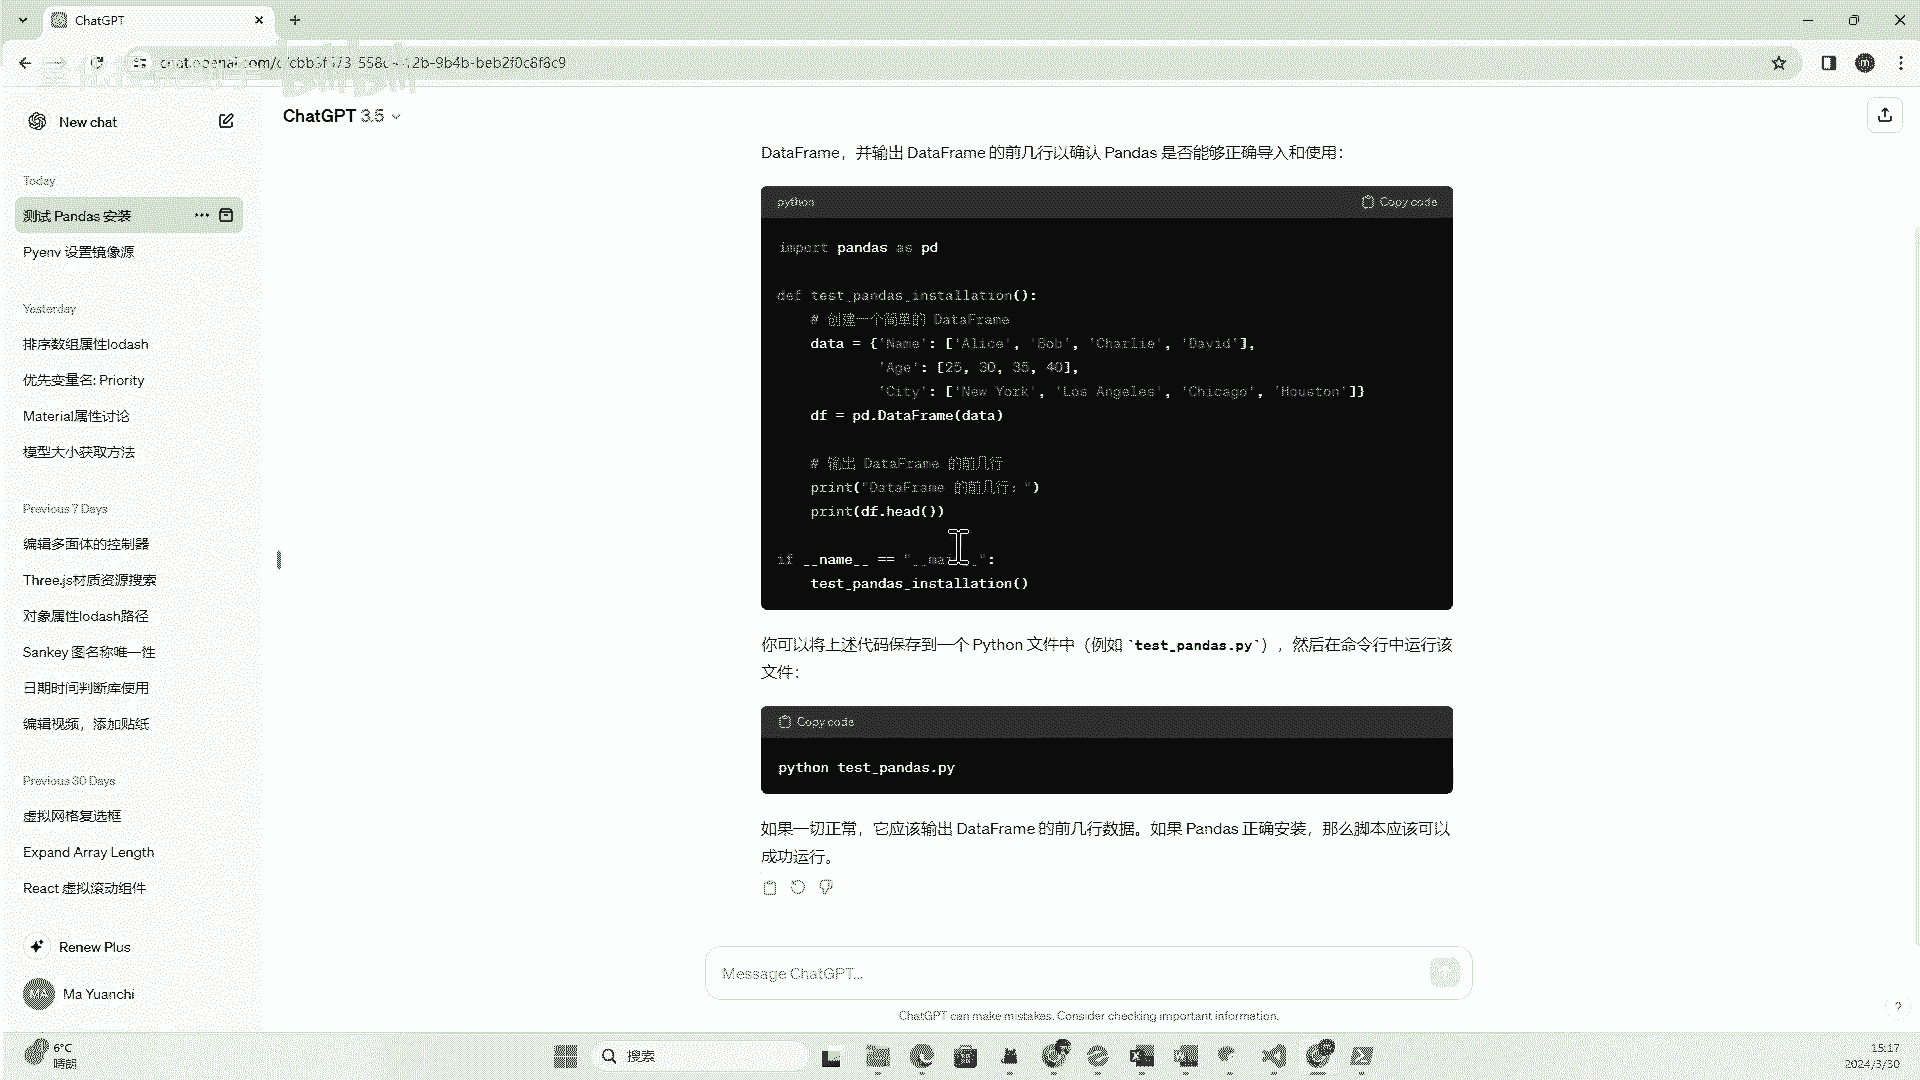 ChatGPT
New chat
ChatGPT 3.5
Today
测试 Pandas 安装
Pyenv 设置镜像源
Yesterday
排序数组属性lodash
优先变量名: Priority
Material属性讨论
模型大小获取方法
Previous 7 Days
编辑多面体的控制器
Three.js材质资源搜索
对象属性lodash路径
Sankey 图名称唯一性
日期时间判断库使用
编辑视频，添加贴纸
Previous 30 Days
虚拟网格复选框
Expand Array Length
React 虚拟滚动组件
Renew Plus
MA
Ma Yuanchi
DataFrame，并输出 DataFrame 的前几行以确认 Pandas 是否能够正确导入和使用：
python
Copy code
import pandas as pd
def test_pandas_installation():
# 创建一个简单的 DataFrame
data = {'Name': ['Alice', 'Bob', 'Charlie', 'David'],
'Age': [25, 30, 35, 40],
'City': ['New York', 'Los Angeles', 'Chicago', 'Houston']}
df = pd.DataFrame(data)
# 输出 DataFrame 的前几行
print("DataFrame 的前几行：")
print(df.head())
if __name__ == "__main__":
test_pandas_installation()
你可以将上述代码保存到一个 Python 文件中（例如 `test_pandas.py`），然后在命令行中运行该
文件：
Copy code
python test_pandas.py
如果一切正常，它应该输出 DataFrame 的前几行数据。如果 Pandas 正确安装，那么脚本应该可以
成功运行。
Message ChatGPT...
ChatGPT can make mistakes. Consider checking important information.
?
6°C
晴朗
搜索
15:17
2024/3/30